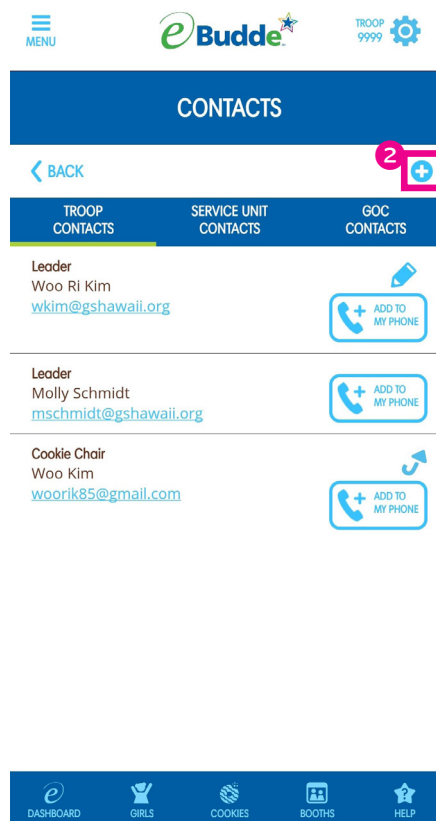 MENU
eBudde
TROOP
9999
CONTACTS
2
BACK
TROOP
CONTACTS
SERVICE UNIT
CONTACTS
GOC
CONTACTS
Leader
Woo Ri Kim
wkim@gshawaii.org
ADD TO
MY PHONE
Leader
Molly Schmidt
mschmidt@gshawaii.org
ADD TO
MY PHONE
Cookie Chair
Woo Kim
woorik85@gmail.com
ADD TO
MY PHONE
DASHBOARD
GIRLS
COOKIES
BOOTHS
HELP